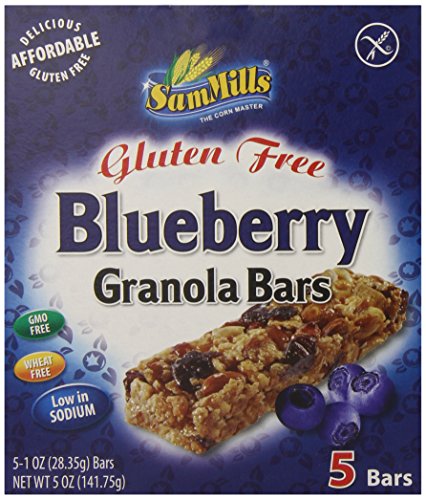 DELICIOUS
AFFORDABLE
GLUTEN FREE
SamMills®
THE CORN MASTER
Gluten Free
Blueberry
Granola Bars
GMO
FREE
WHEAT
FREE
Low in
SODIUM
5-1 OZ (28.35g) Bars
NET WT 5 OZ (141.75g)
5 Bars